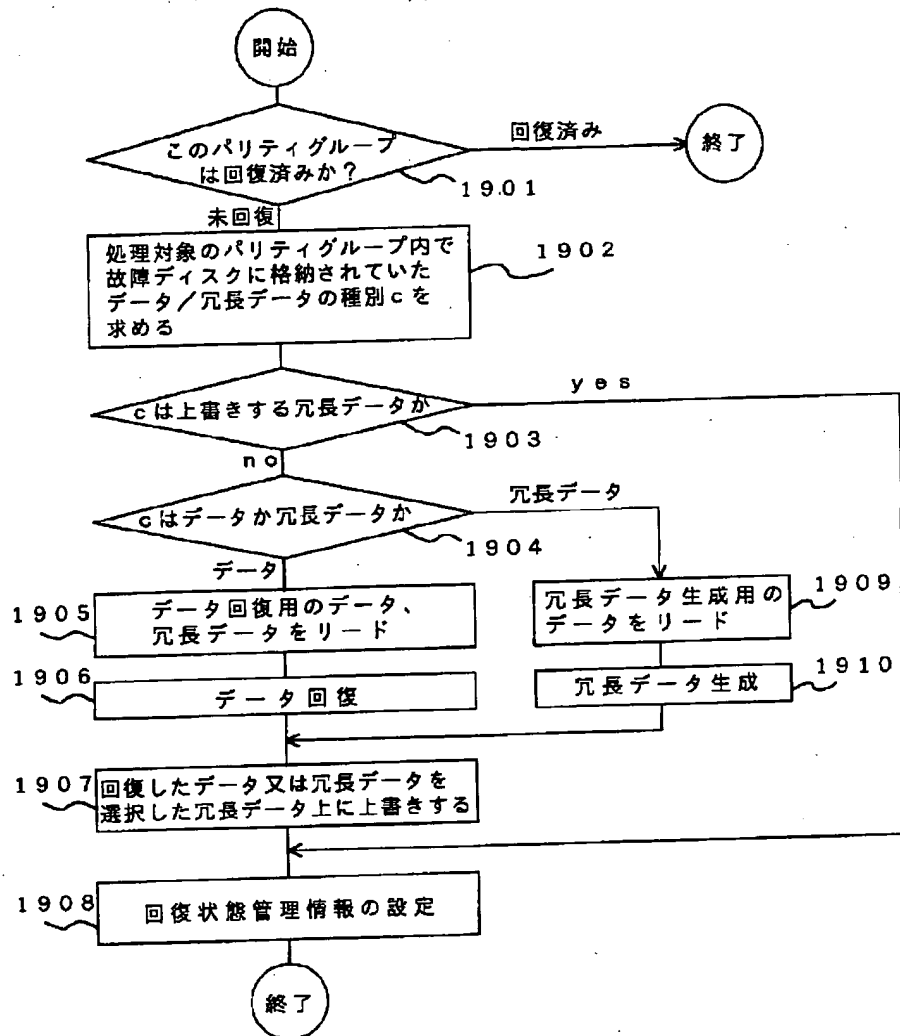 開始
このパリティグループ
は回復済みか？
回復済み
終了
1901
未回復
処理対象のパリティグループ内で
故障ディスクに格納されていた
データ／冗長データの種別cを
求める
1902
cは上書きする冗長データか
yes
1903
no
cはデータか冗長データか
冗長データ
1904
データ
1905
データ回復用のデータ、
冗長データをリード
冗長データ生成用の
データをリード
1909
1906
データ回復
冗長データ生成
1910
1907
回復したデータ又は冗長データを
選択した冗長データ上に上書きする
1908
回復状態管理情報の設定
終了